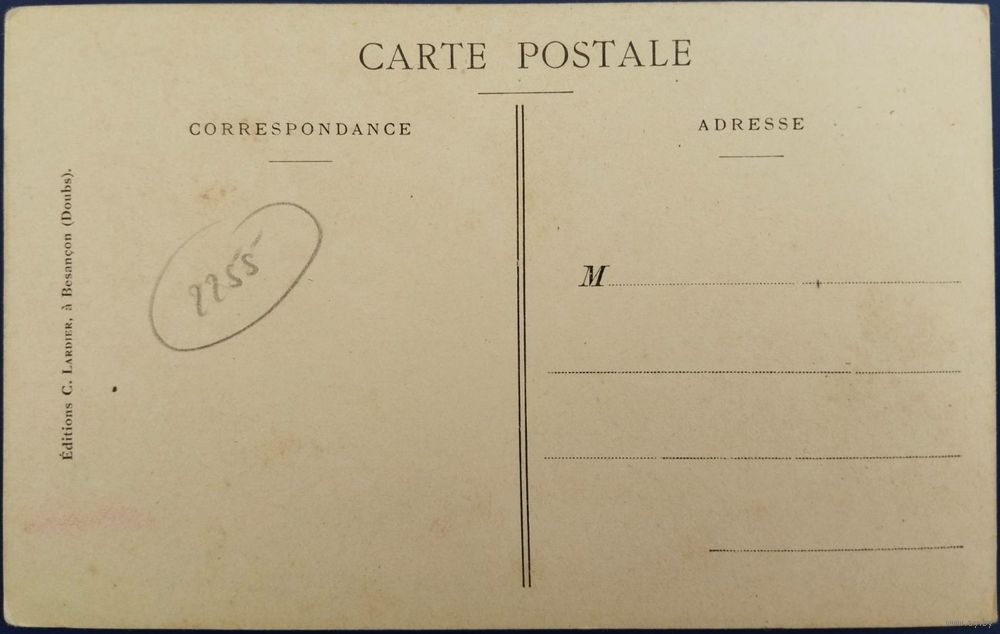 CARTE POSTALE
CORRESPONDANCE
ADRESSE
Éditions C. LARDIER, à Besançon (Doubs).
2255
M